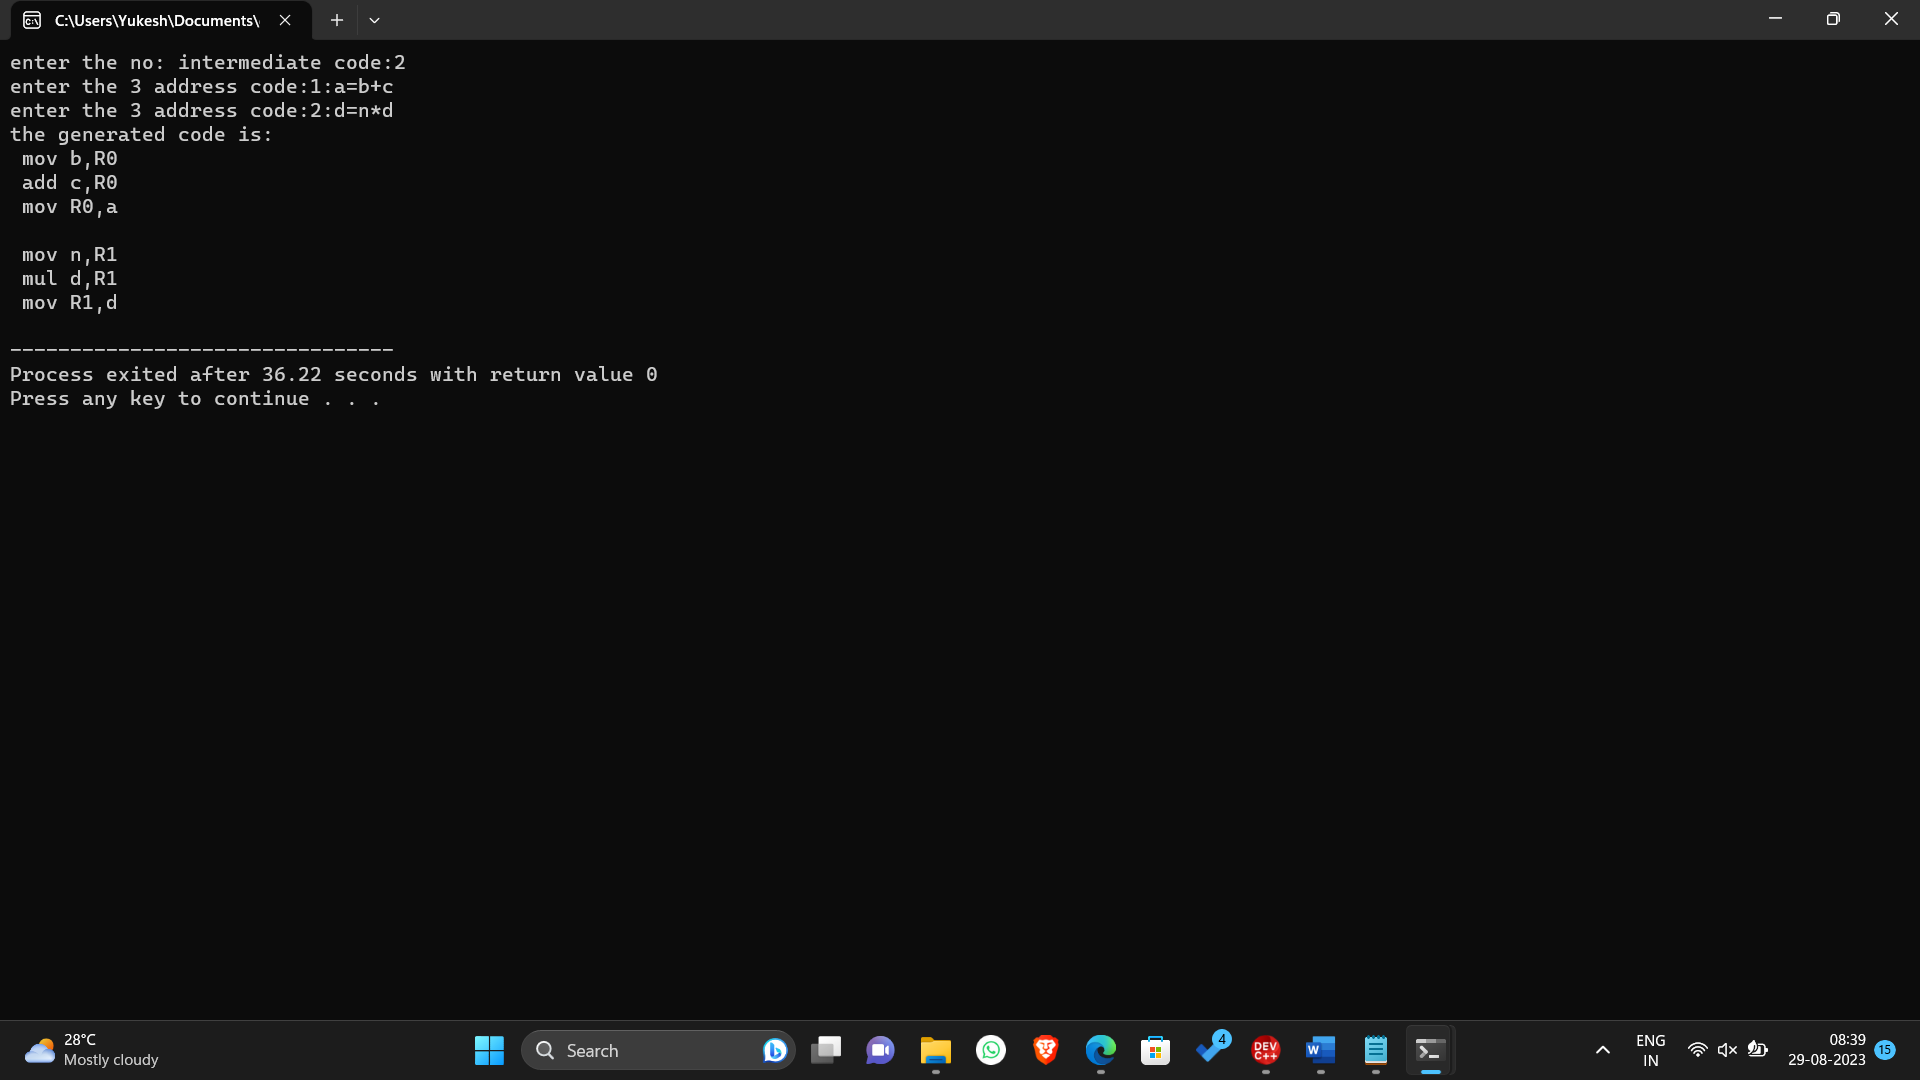 C:\Users\Yukesh\Documents\
enter the no: intermediate code:2
enter the 3 address code:1:a=b+c
enter the 3 address code:2:d=n*d
the generated code is:
mov b,R0
add c,R0
mov R0,a
mov n,R1
mul d,R1
mov R1,d
--------------------------------
Process exited after 36.22 seconds with return value 0
Press any key to continue . . .
28°C
Mostly cloudy
Search
4
DEV
C++
W
ENG
IN
08:39
29-08-2023
15